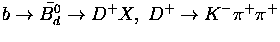 b → B̄⁰_d → D⁺X, D⁺ → K⁻π⁺π⁺